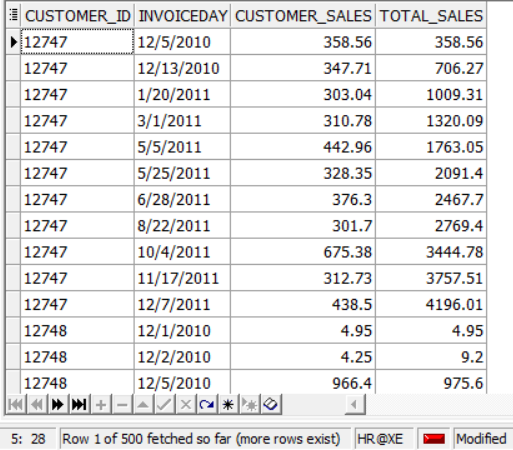 CUSTOMER_ID INVOICEDAY CUSTOMER_SALES TOTAL_SALES
12747 12/5/2010 358.56 358.56
12747 12/13/2010 347.71 706.27
12747 1/20/2011 303.04 1009.31
12747 3/1/2011 310.78 1320.09
12747 5/5/2011 442.96 1763.05
12747 5/25/2011 328.35 2091.4
12747 6/28/2011 376.3 2467.7
12747 8/22/2011 301.7 2769.4
12747 10/4/2011 675.38 3444.78
12747 11/17/2011 312.73 3757.51
12747 12/7/2011 438.5 4196.01
12748 12/1/2010 4.95 4.95
12748 12/2/2010 4.25 9.2
12748 12/5/2010 966.4 975.6
5: 28 Row 1 of 500 fetched so far (more rows exist) HR@XE Modified